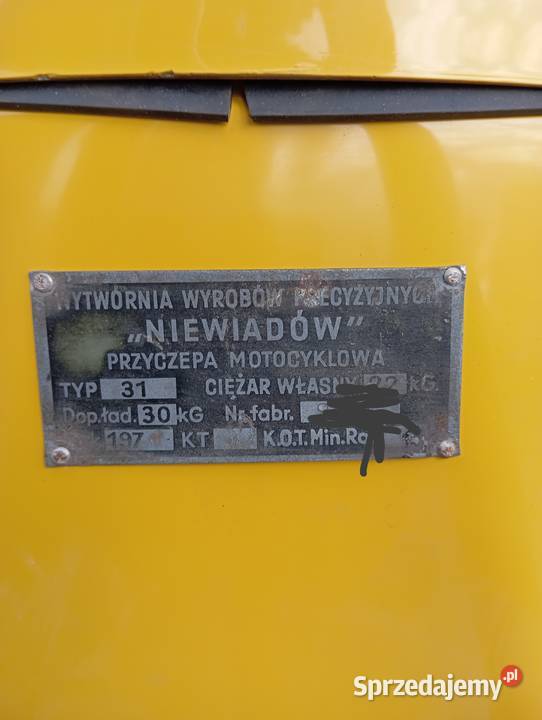 WYTWÓRNIA WYROBÓW PRECYZYJNYCH
„NIEWIADÓW"
PRZYCZEPA MOTOCYKLOWA
TYP 31 CIĘŻAR WŁASNY kG.
Dop.ład. 30 kG Nr fabr.
197 KT K.O.T. Min.
Sprzedajemy.pl